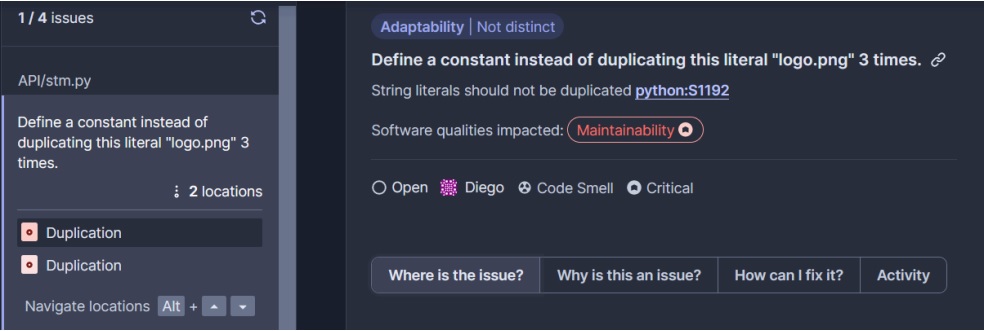 1 / 4 issues
API/stm.py
Define a constant instead of
duplicating this literal "logo.png" 3
times.
2 locations
Duplication
Duplication
Navigate locations Alt +
Adaptability | Not distinct
Define a constant instead of duplicating this literal "logo.png" 3 times.
String literals should not be duplicated python:S1192
Software qualities impacted: Maintainability
Open Diego Code Smell Critical
Where is the issue? Why is this an issue? How can I fix it? Activity